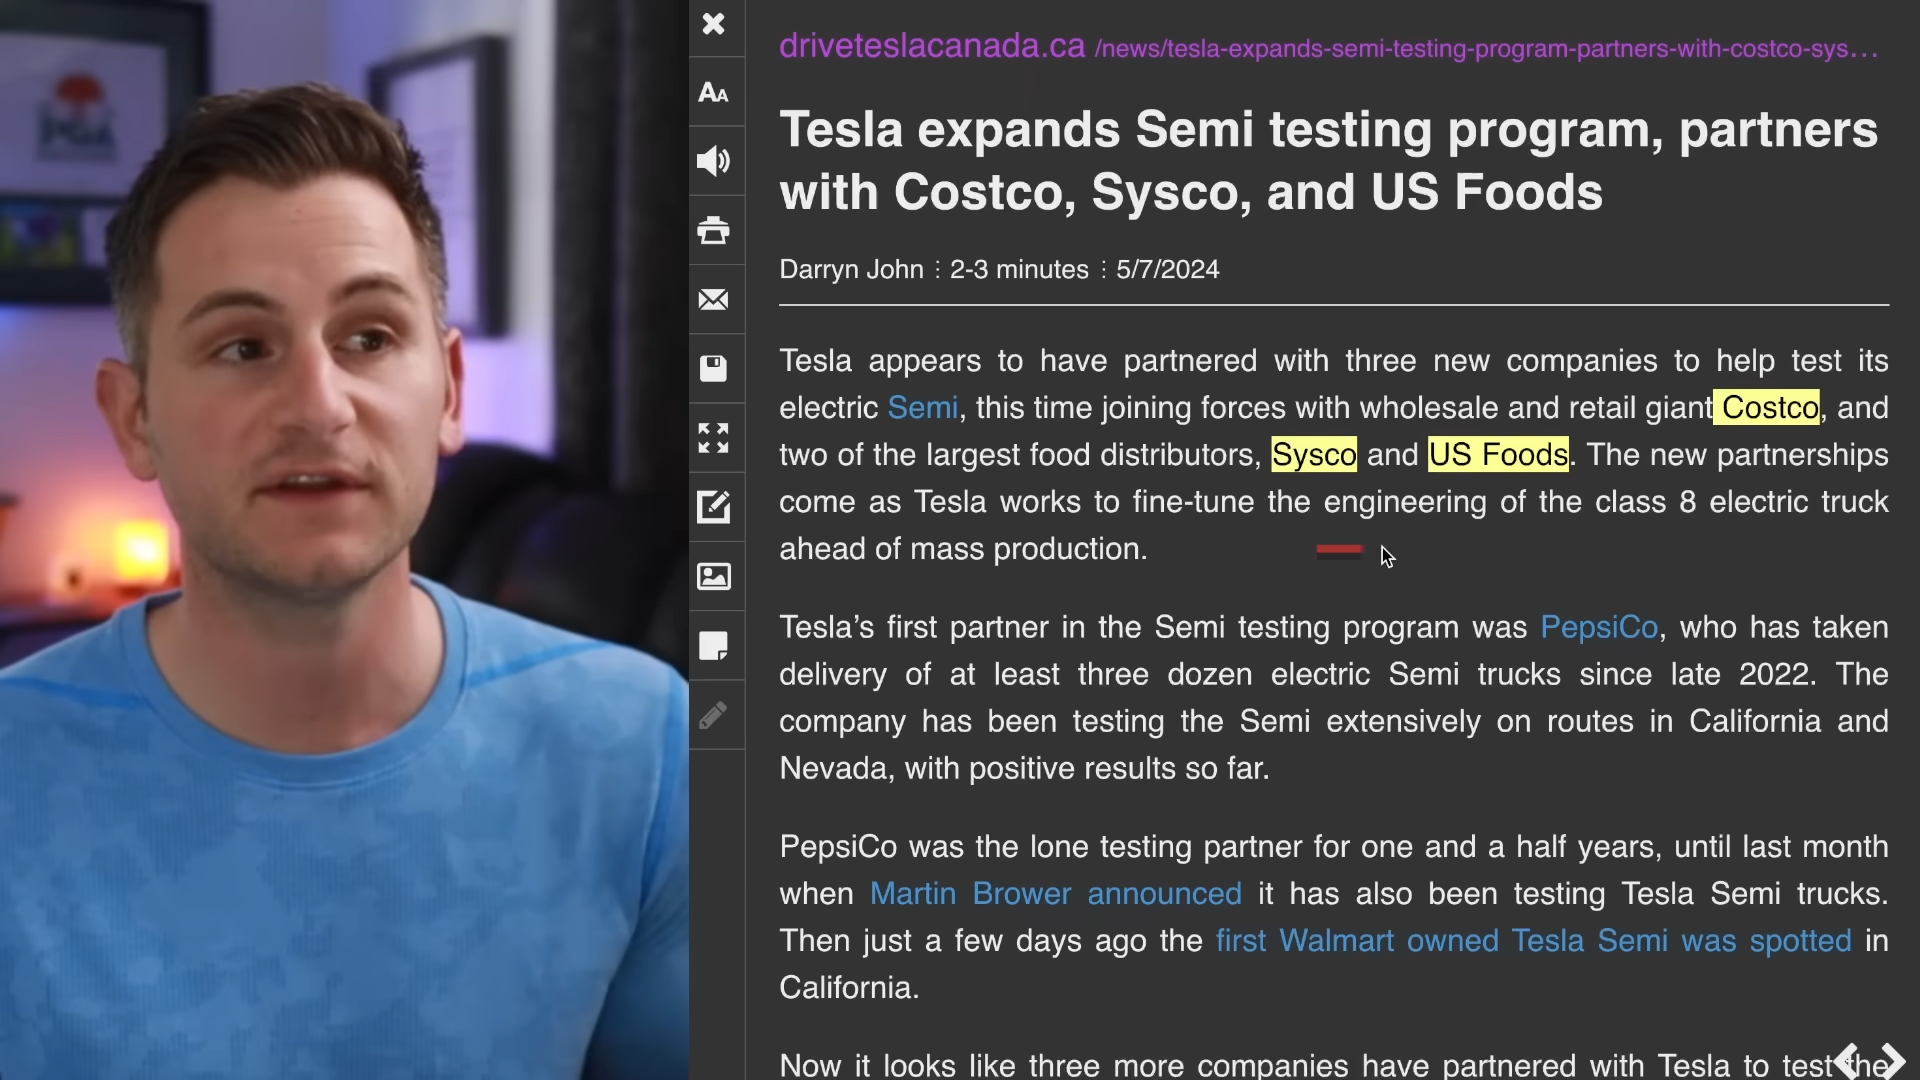 driveteslacanada.ca /news/tesla-expands-semi-testing-program-partners-with-costco-sys…
Tesla expands Semi testing program, partners
with Costco, Sysco, and US Foods
Darryn John ⋮ 2-3 minutes ⋮ 5/7/2024
Tesla appears to have partnered with three new companies to help test its
electric Semi, this time joining forces with wholesale and retail giant Costco, and
two of the largest food distributors, Sysco and US Foods. The new partnerships
come as Tesla works to fine-tune the engineering of the class 8 electric truck
ahead of mass production.
Tesla’s first partner in the Semi testing program was PepsiCo, who has taken
delivery of at least three dozen electric Semi trucks since late 2022. The
company has been testing the Semi extensively on routes in California and
Nevada, with positive results so far.
PepsiCo was the lone testing partner for one and a half years, until last month
when Martin Brower announced it has also been testing Tesla Semi trucks.
Then just a few days ago the first Walmart owned Tesla Semi was spotted in
California.
Now it looks like three more companies have partnered with Tesla to test the